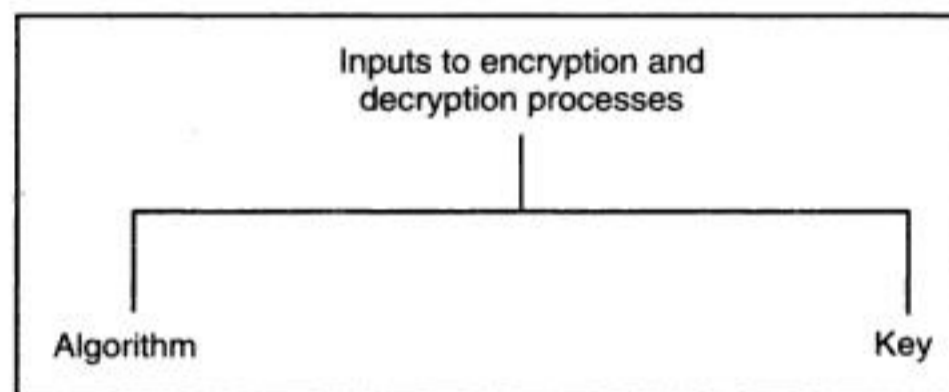 Inputs to encryption and
decryption processes
Algorithm
Key